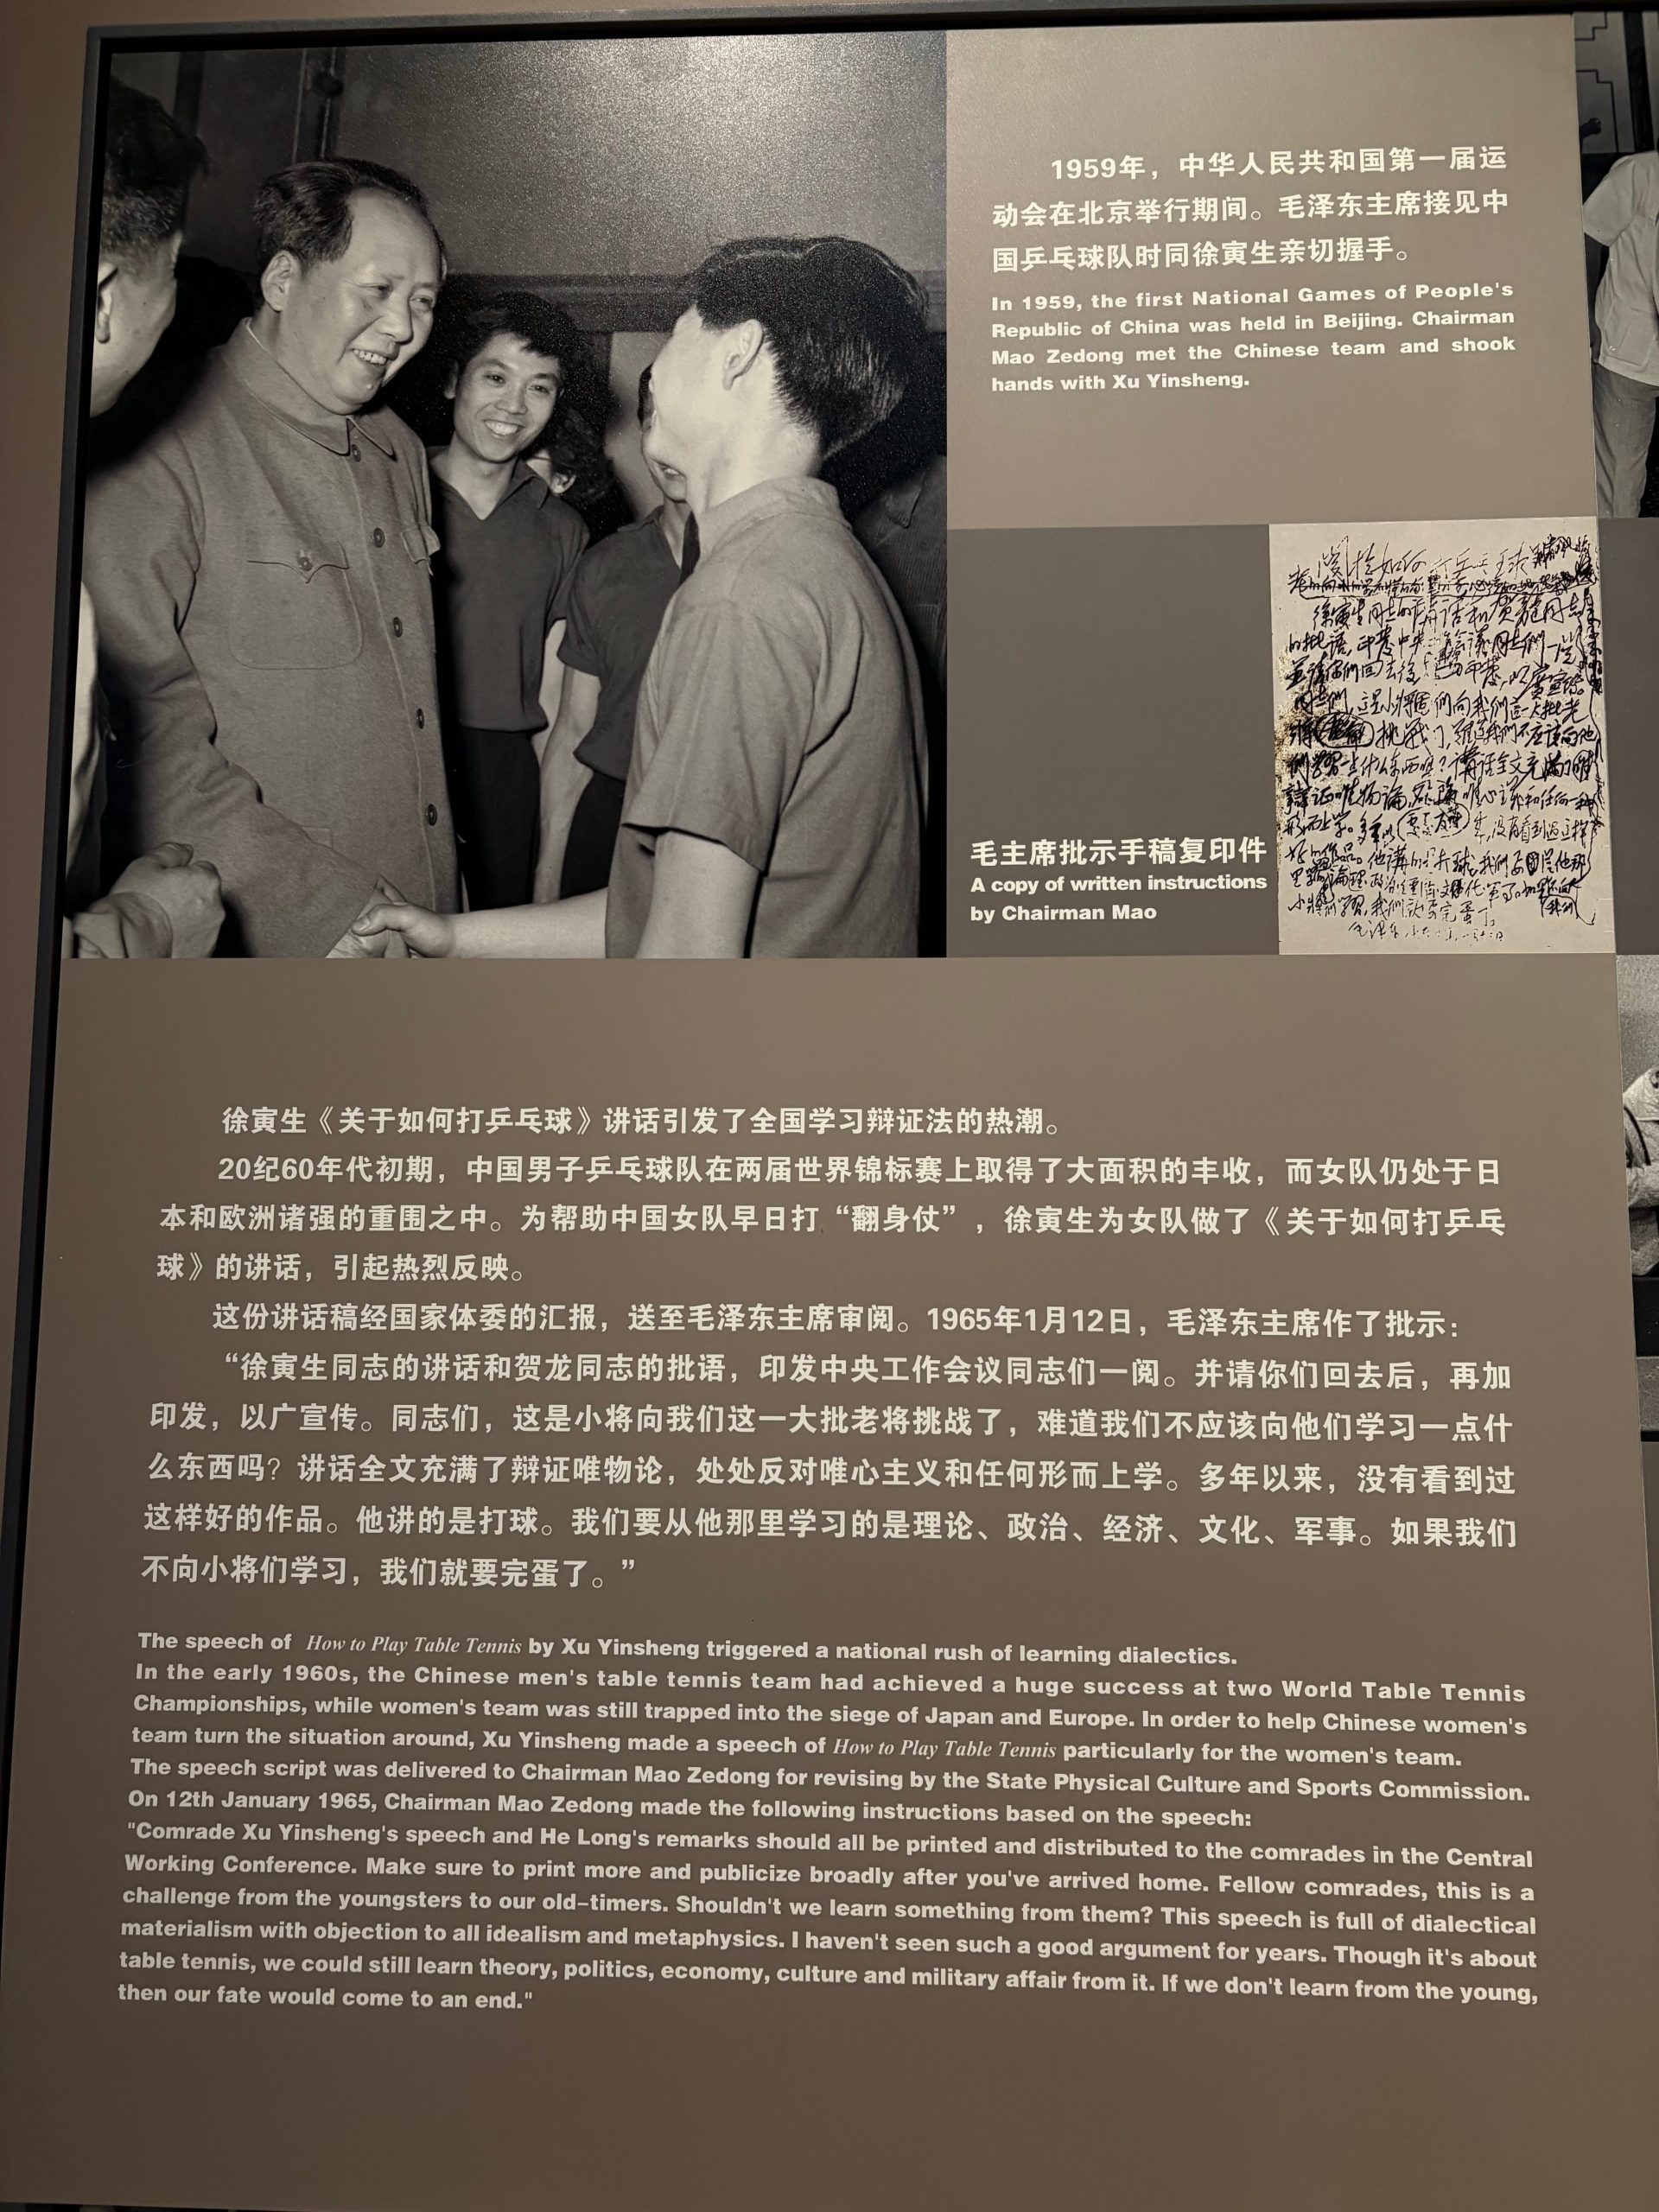 1959年，中华人民共和国第一届运
动会在北京举行期间。毛泽东主席接见中
国乒乓球队时同徐寅生亲切握手。
In 1959, the first National Games of People's
Republic of China was held in Beijing. Chairman
Mao Zedong met the Chinese team and shook
hands with Xu Yinsheng.
毛主席批示手稿复印件
A copy of written instructions
by Chairman Mao
徐寅生《关于如何打乒乓球》讲话引发了全国学习辩证法的热潮。
20纪60年代初期，中国男子乒乓球队在两届世界锦标赛上取得了大面积的丰收，而女队仍处于日
本和欧洲诸强的重围之中。为帮助中国女队早日打“翻身仗”，徐寅生为女队做了《关于如何打乒乓
球》的讲话，引起热烈反映。
这份讲话稿经国家体委的汇报，送至毛泽东主席审阅。1965年1月12日，毛泽东主席作了批示：
“徐寅生同志的讲话和贺龙同志的批语，印发中央工作会议同志们一阅。并请你们回去后，再加
印发，以广宣传。同志们，这是小将向我们这一大批老将挑战了，难道我们不应该向他们学习一点什
么东西吗？讲话全文充满了辩证唯物论，处处反对唯心主义和任何形而上学。多年以来，没有看到过
这样好的作品。他讲的是打球。我们要从他那里学习的是理论、政治、经济、文化、军事。如果我们
不向小将们学习，我们就要完蛋了。”
The speech of How to Play Table Tennis by Xu Yinsheng triggered a national rush of learning dialectics.
In the early 1960s, the Chinese men's table tennis team had achieved a huge success at two World Table Tennis
Championships, while women's team was still trapped into the siege of Japan and Europe. In order to help Chinese women's
team turn the situation around, Xu Yinsheng made a speech of How to Play Table Tennis particularly for the women's team.
The speech script was delivered to Chairman Mao Zedong for revising by the State Physical Culture and Sports Commission.
On 12th January 1965, Chairman Mao Zedong made the following instructions based on the speech:
"Comrade Xu Yinsheng's speech and He Long's remarks should all be printed and distributed to the comrades in the Central
Working Conference. Make sure to print more and publicize broadly after you've arrived home. Fellow comrades, this is a
challenge from the youngsters to our old-timers. Shouldn't we learn something from them? This speech is full of dialectical
materialism with objection to all idealism and metaphysics. I haven't seen such a good argument for years. Though it's about
table tennis, we could still learn theory, politics, economy, culture and military affair from it. If we don't learn from the young,
then our fate would come to an end."